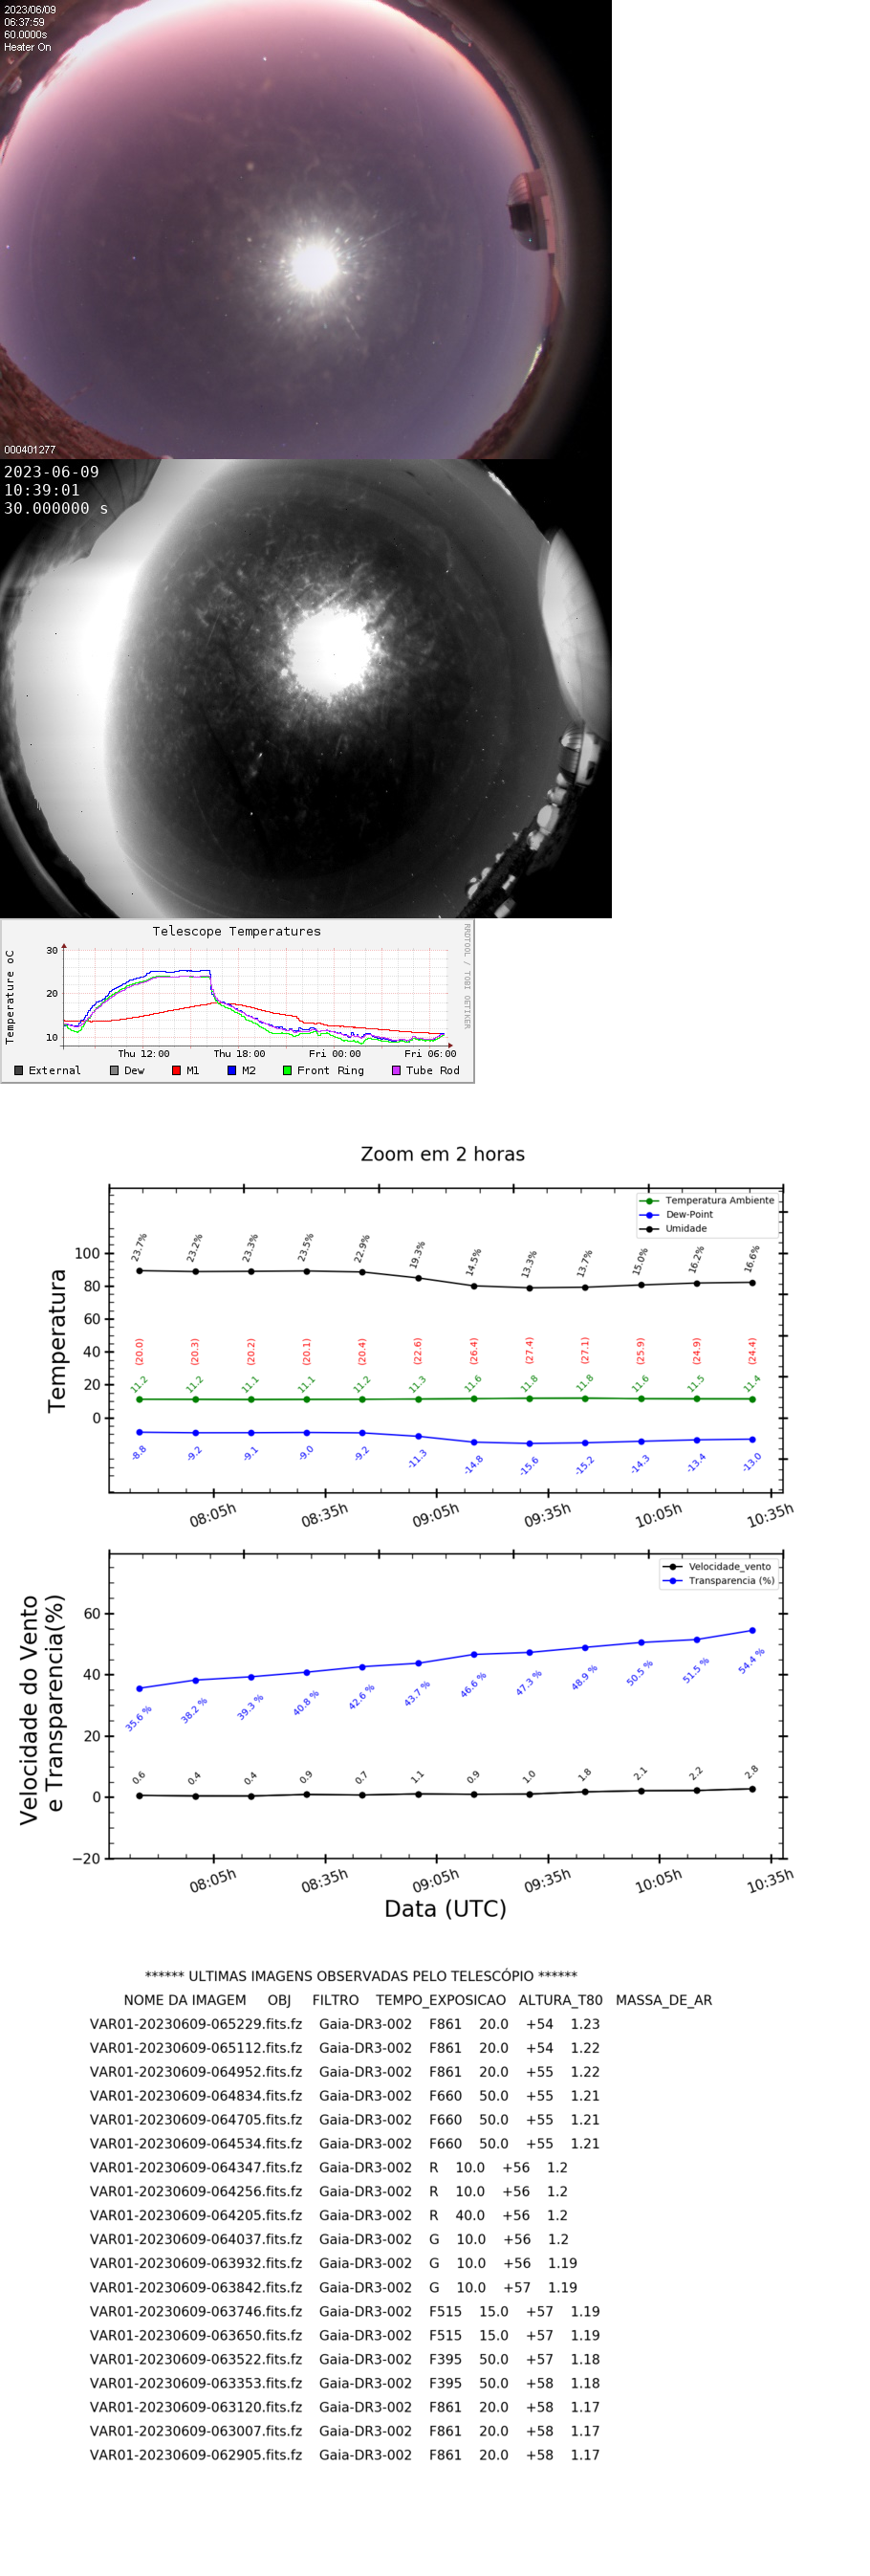 2023/06/09
06:37:59
60.0000s
Heater On
000401277
2023-06-09
10:39:01
30.000000 s
Telescope Temperatures
RRDTOOL / TOBI OETIKER
Temperature oC
30
20
10
Thu 12:00 Thu 18:00 Fri 00:00 Fri 06:00
External Dew M1 M2 Front Ring Tube Rod
Zoom em 2 horas
Temperatura Ambiente
Dew-Point
Umidade
Temperatura
100
80
60
40
20
0
23.7% 23.2% 23.3% 23.5% 22.9% 19.3% 14.5% 13.3% 13.7% 15.0% 16.2% 16.6%
(20.0) (20.3) (20.2) (20.1) (20.4) (22.6) (26.4) (27.4) (27.1) (25.9) (24.9) (24.4)
11.2 11.2 11.1 11.1 11.2 11.3 11.6 11.8 11.8 11.6 11.5 11.4
-8.8 -9.2 -9.1 -9.0 -9.2 -11.3 -14.8 -15.6 -15.2 -14.3 -13.4 -13.0
08:05h 08:35h 09:05h 09:35h 10:05h 10:35h
Velocidade_vento
Transparencia (%)
Velocidade do Vento
e Transparencia(%)
60
40
20
0
−20
35.6 % 38.2 % 39.3 % 40.8 % 42.6 % 43.7 % 46.6 % 47.3 % 48.9 % 50.5 % 51.5 % 54.4 %
0.6 0.4 0.4 0.9 0.7 1.1 0.9 1.0 1.8 2.1 2.2 2.8
08:05h 08:35h 09:05h 09:35h 10:05h 10:35h
Data (UTC)
****** ULTIMAS IMAGENS OBSERVADAS PELO TELESCÓPIO ******
NOME DA IMAGEM OBJ FILTRO TEMPO_EXPOSICAO ALTURA_T80 MASSA_DE_AR
VAR01-20230609-065229.fits.fz Gaia-DR3-002 F861 20.0 +54 1.23
VAR01-20230609-065112.fits.fz Gaia-DR3-002 F861 20.0 +54 1.22
VAR01-20230609-064952.fits.fz Gaia-DR3-002 F861 20.0 +55 1.22
VAR01-20230609-064834.fits.fz Gaia-DR3-002 F660 50.0 +55 1.21
VAR01-20230609-064705.fits.fz Gaia-DR3-002 F660 50.0 +55 1.21
VAR01-20230609-064534.fits.fz Gaia-DR3-002 F660 50.0 +55 1.21
VAR01-20230609-064347.fits.fz Gaia-DR3-002 R 10.0 +56 1.2
VAR01-20230609-064256.fits.fz Gaia-DR3-002 R 10.0 +56 1.2
VAR01-20230609-064205.fits.fz Gaia-DR3-002 R 40.0 +56 1.2
VAR01-20230609-064037.fits.fz Gaia-DR3-002 G 10.0 +56 1.2
VAR01-20230609-063932.fits.fz Gaia-DR3-002 G 10.0 +56 1.19
VAR01-20230609-063842.fits.fz Gaia-DR3-002 G 10.0 +57 1.19
VAR01-20230609-063746.fits.fz Gaia-DR3-002 F515 15.0 +57 1.19
VAR01-20230609-063650.fits.fz Gaia-DR3-002 F515 15.0 +57 1.19
VAR01-20230609-063522.fits.fz Gaia-DR3-002 F395 50.0 +57 1.18
VAR01-20230609-063353.fits.fz Gaia-DR3-002 F395 50.0 +58 1.18
VAR01-20230609-063120.fits.fz Gaia-DR3-002 F861 20.0 +58 1.17
VAR01-20230609-063007.fits.fz Gaia-DR3-002 F861 20.0 +58 1.17
VAR01-20230609-062905.fits.fz Gaia-DR3-002 F861 20.0 +58 1.17